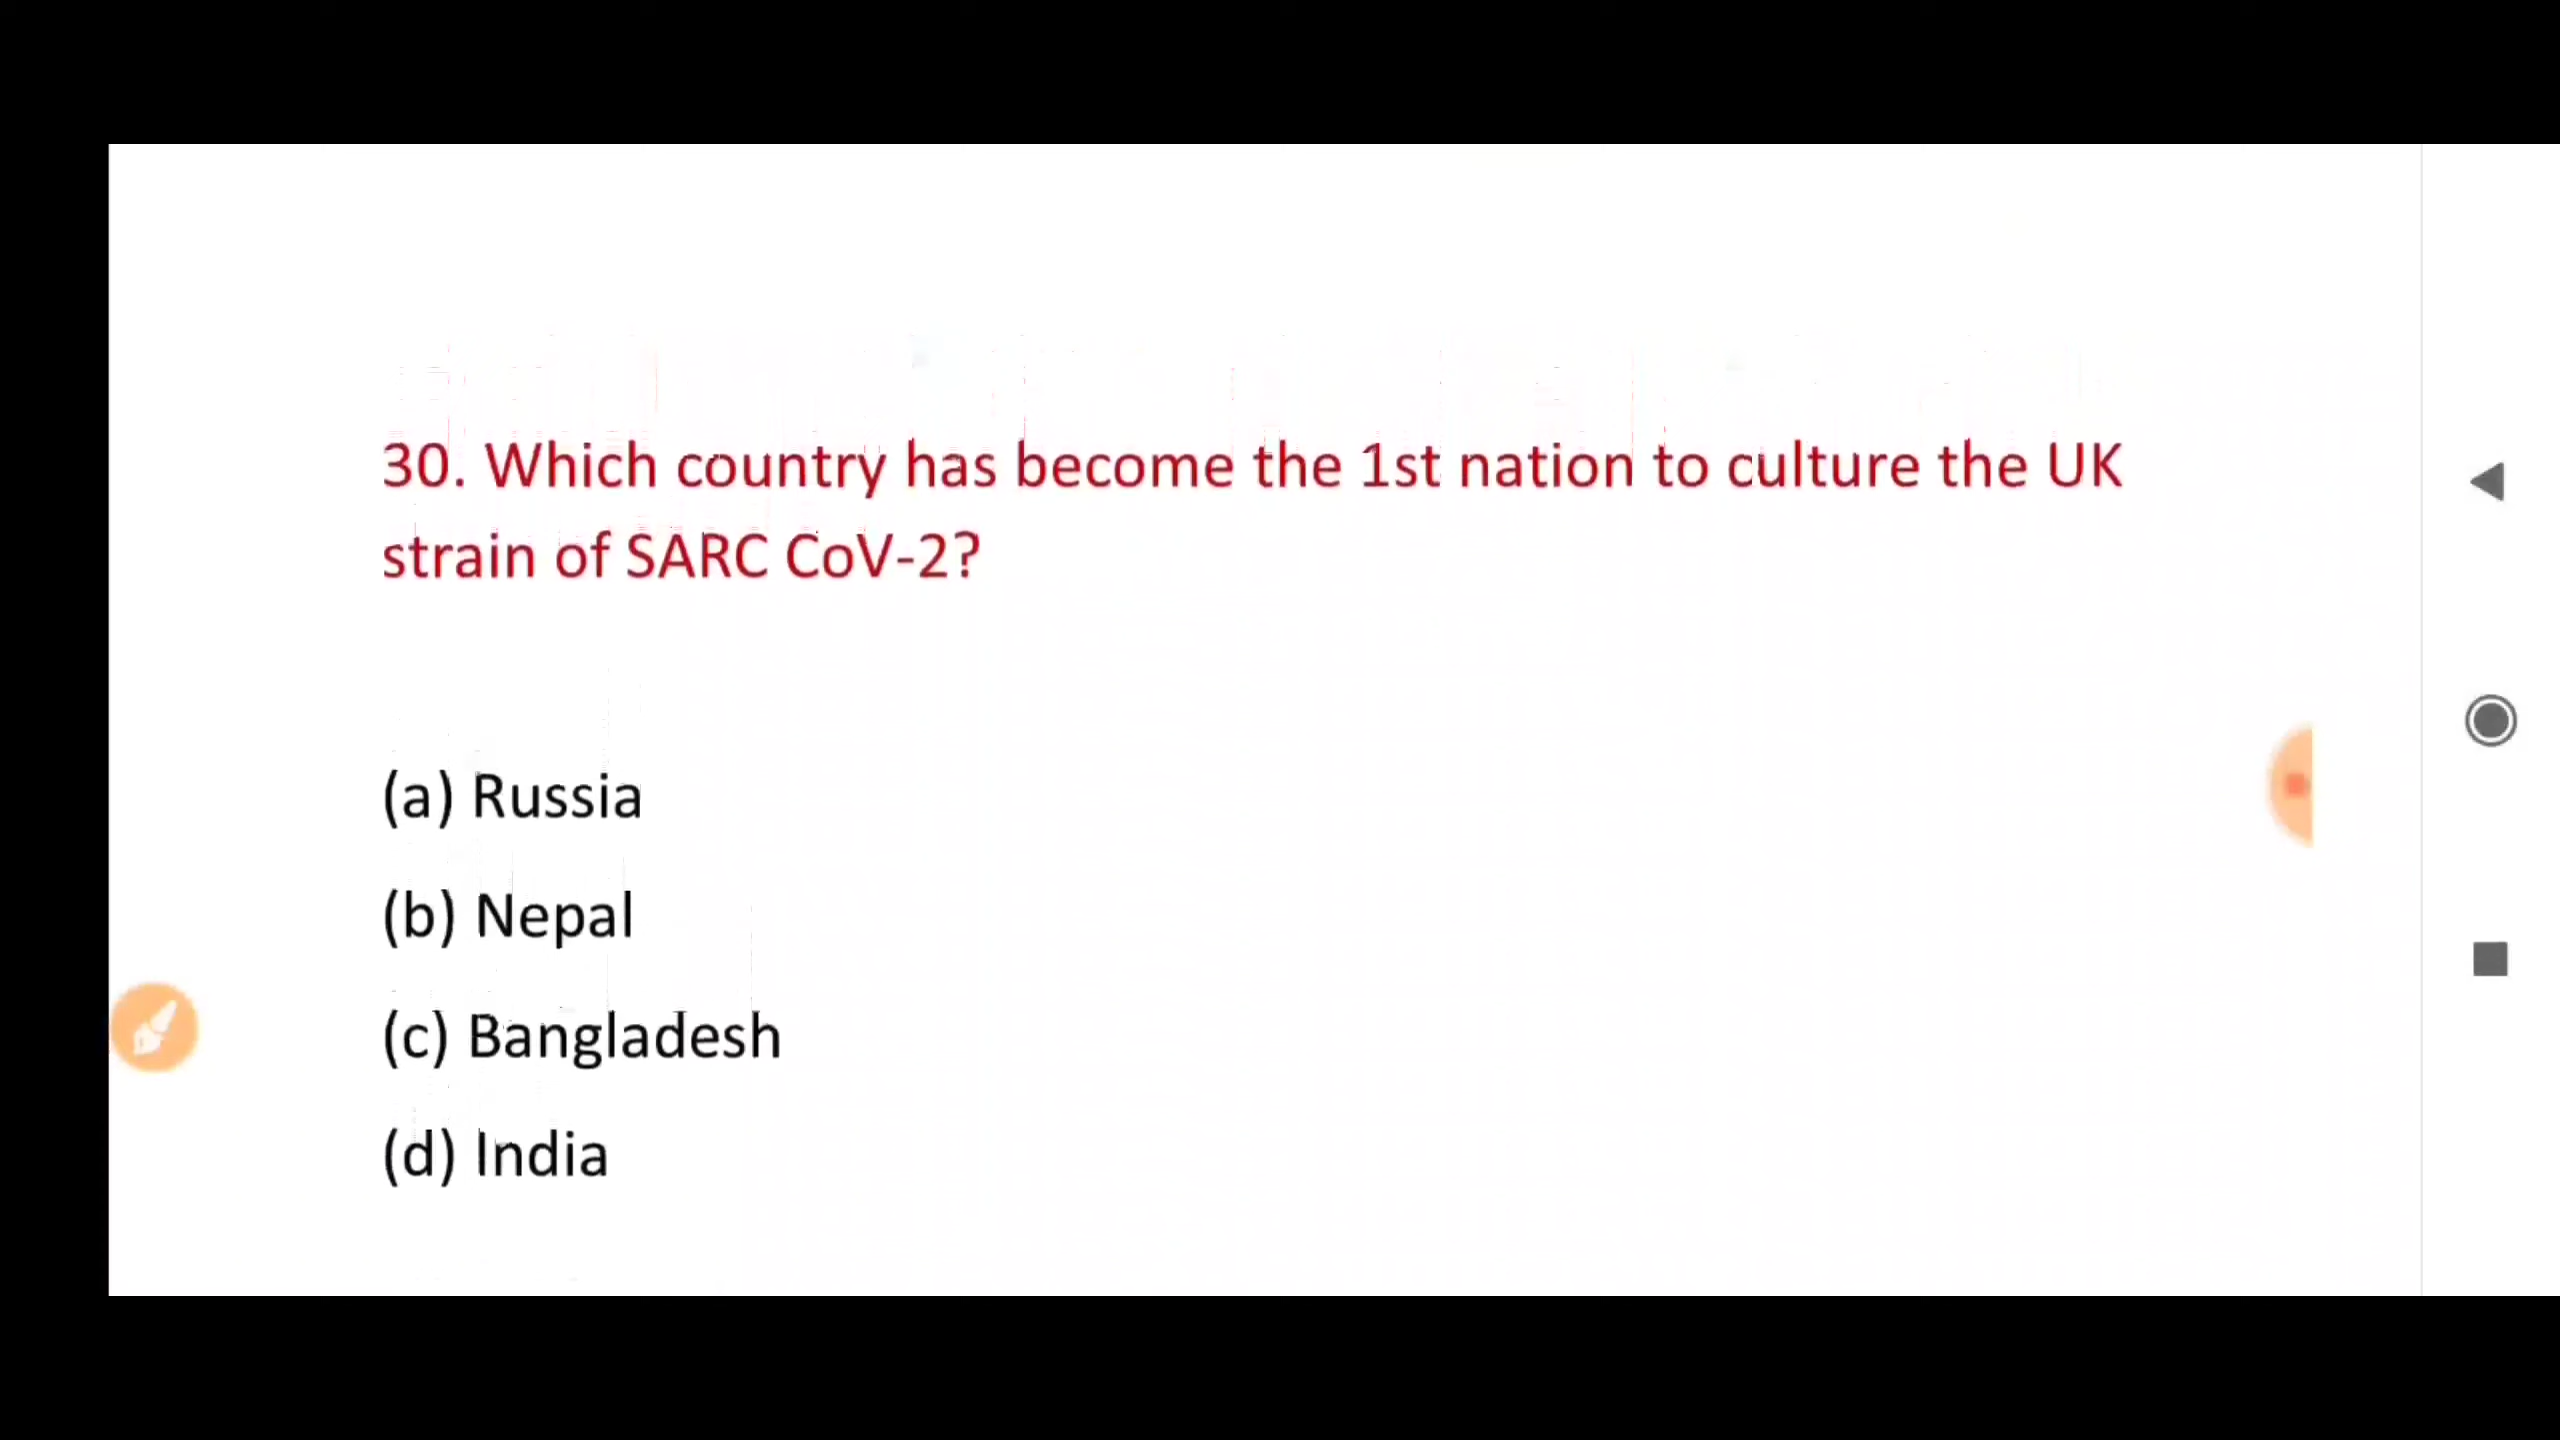 30. Which country has become the 1st nation to culture the UK
strain of SARC CoV-2?
(a) Russia
(b) Nepal
(c) Bangladesh
(d) India